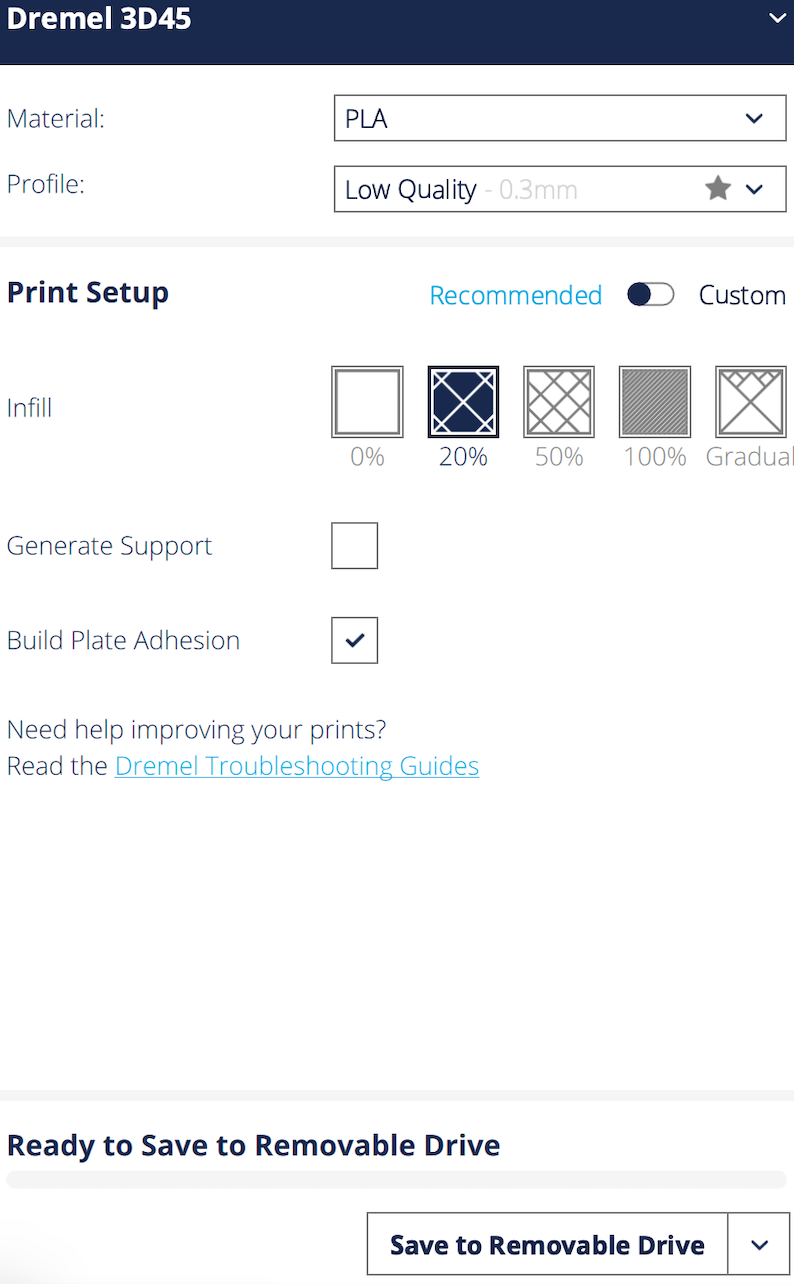 Dremel 3D45
Material:
PLA
Profile:
Low Quality - 0.3mm
Print Setup
Recommended
Custom
Infill
0%
20%
50%
100%
Gradual
Generate Support
Build Plate Adhesion
Need help improving your prints?
Read the Dremel Troubleshooting Guides
Ready to Save to Removable Drive
Save to Removable Drive